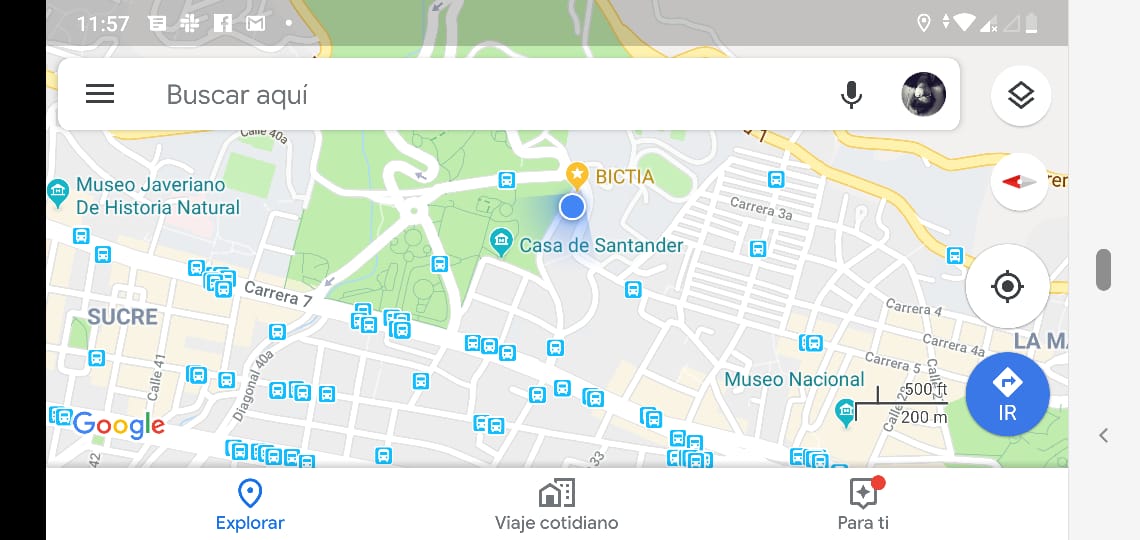 11:57
Buscar aquí
Calle 40a
BICTIA
Museo Javeriano
De Historia Natural
Carrera 3a
Casa de Santander
Carrera 7
SUCRE
Carrera 4
Carrera 4a
LA M
Carrera 5
Calle 41
Diagonal 40a
Museo Nacional
500 ft
200 m
IR
Google
42
33
Explorar
Viaje cotidiano
Para ti